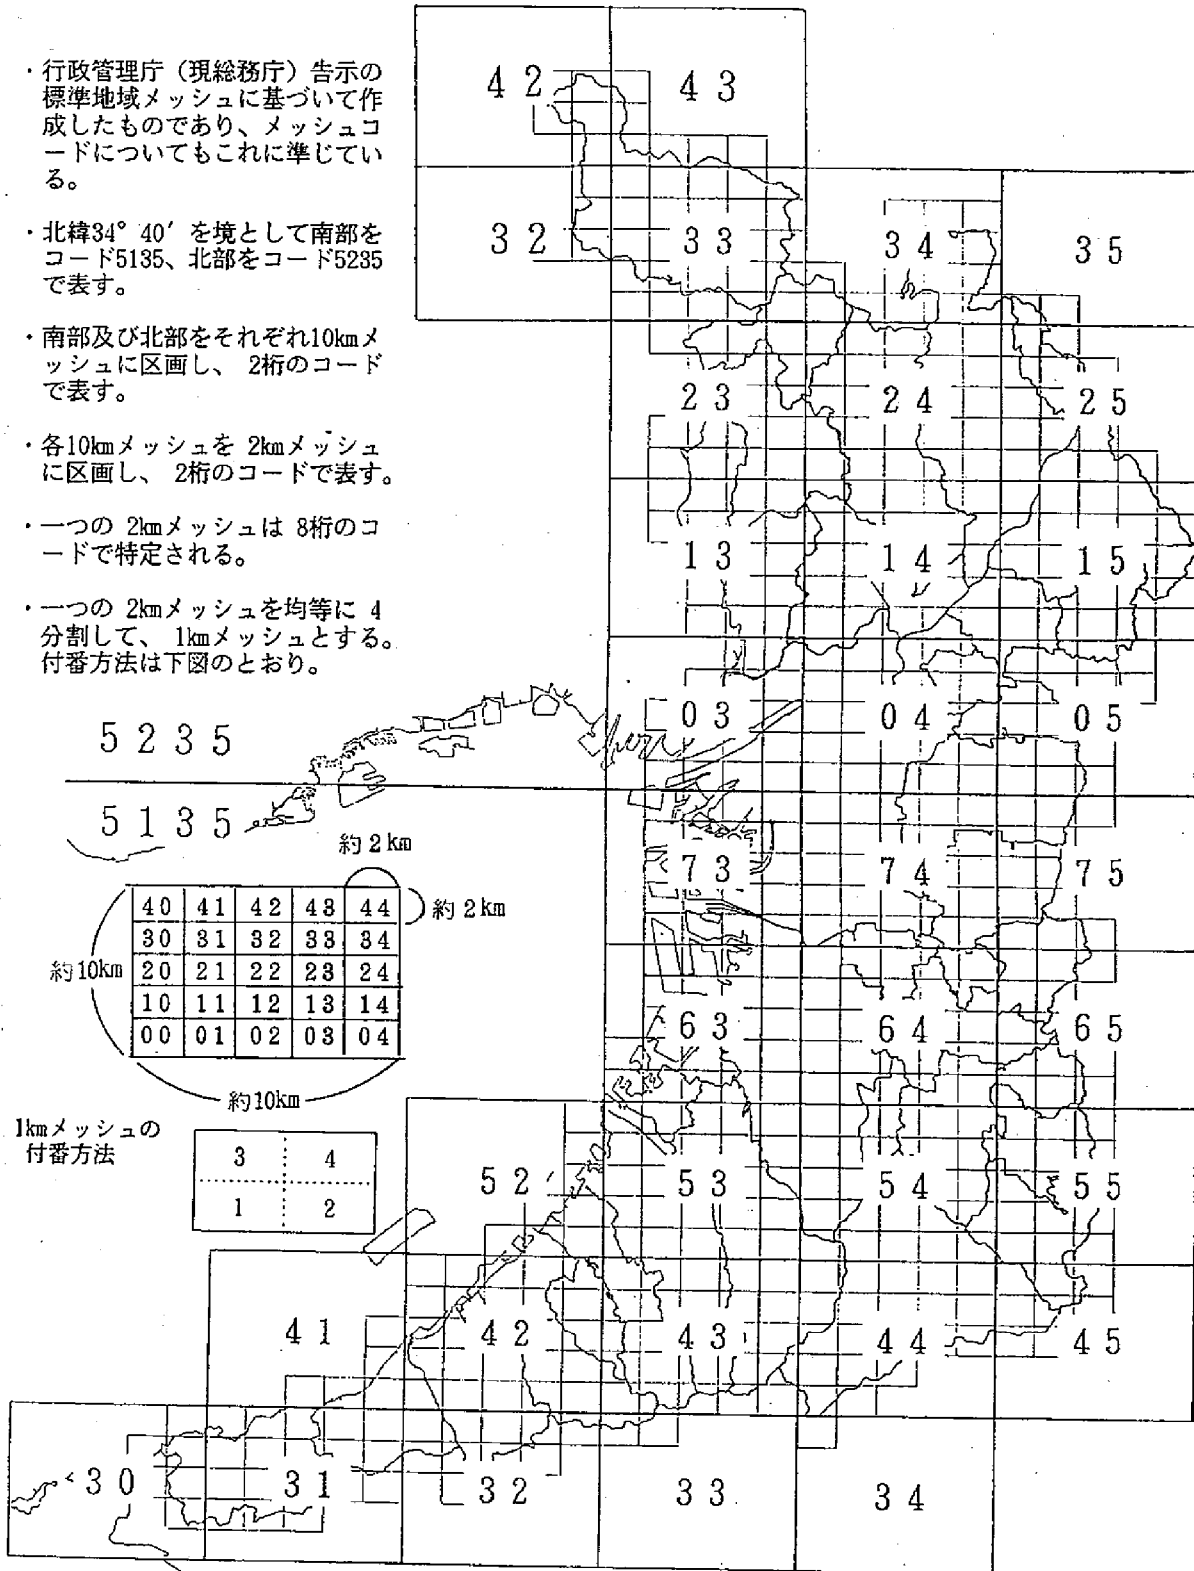 ・行政管理庁（現総務庁）告示の
標準地域メッシュに基づいて作
成したものであり、メッシュコ
ードについてもこれに準じてい
る。
・北緯34°40′を境として南部を
コード5135、北部をコード5235
で表す。
・南部及び北部をそれぞれ10kmメ
ッシュに区画し、 2桁のコード
で表す。
・各10kmメッシュを 2kmメッシュ
に区画し、 2桁のコードで表す。
・一つの 2kmメッシュは 8桁のコ
ードで特定される。
・一つの 2kmメッシュを均等に 4
分割して、 1kmメッシュとする。
付番方法は下図のとおり。
5235
5135
約2km
40 41 42 43 44
約2km
30 31 32 33 34
約10km
20 21 22 23 24
10 11 12 13 14
00 01 02 03 04
約10km
1kmメッシュの
付番方法
3 4
1 2
42 43
32 33 34 35
23 24 25
13 14 15
03 04 05
73 74 75
63 64 65
52 53 54 55
41 42 43 44 45
30 31 32 33 34